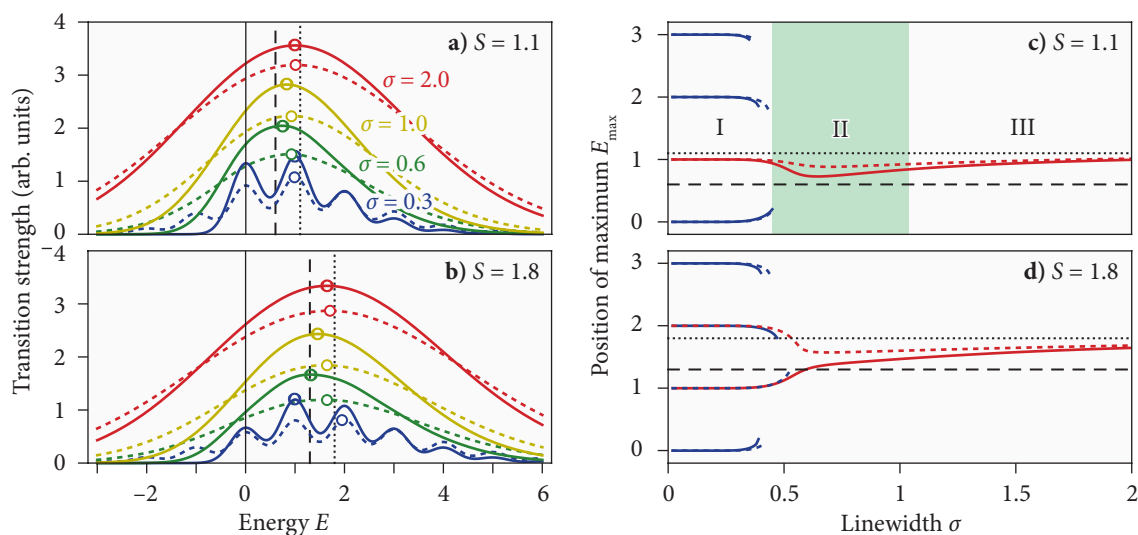 Transition strength (arb. units)
4
3
2
1
0
a) S = 1.1
σ = 2.0
σ = 1.0
σ = 0.6
σ = 0.3
4
3
2
1
0
b) S = 1.8
−2 0 2 4 6
Energy E
Position of maximum Emax
3
2
1
0
c) S = 1.1
I II III
3
2
1
0
d) S = 1.8
0 0.5 1 1.5 2
Linewidth σ